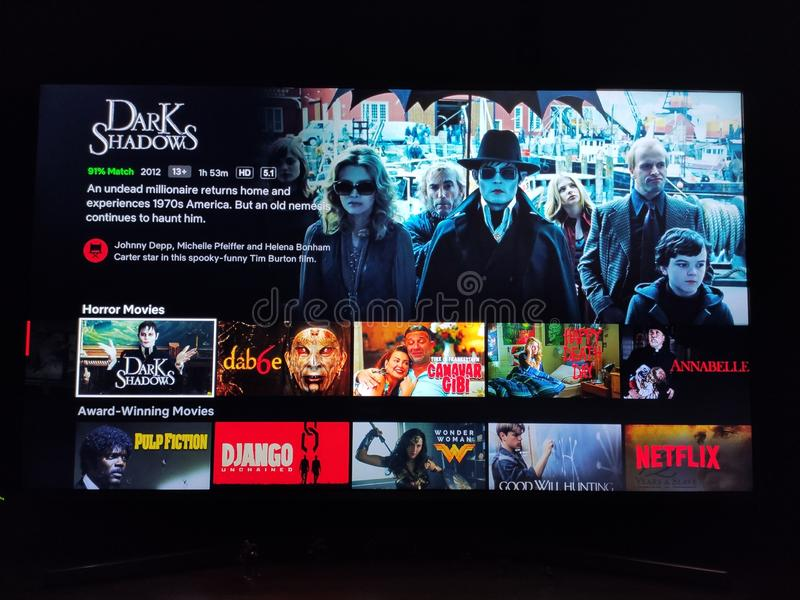 DARK
SHADOWS
91% Match 2012 13+ 1h 53m HD 5.1
An undead millionaire returns home and
experiences 1970s America. But an old nemesis
continues to haunt him.
Johnny Depp, Michelle Pfeiffer and Helena Bonham
Carter star in this spooky-funny Tim Burton film.
Horror Movies
DARK
SHADOWS
dab6e
CANAVAR
GIBI
HAPPY
DEATH
DAY
ANNABELLE
Award-Winning Movies
PULP FICTION
DJANGO
UNCHAINED
WONDER
WOMAN
GOOD WILL HUNTING
NETFLIX
dreamstime